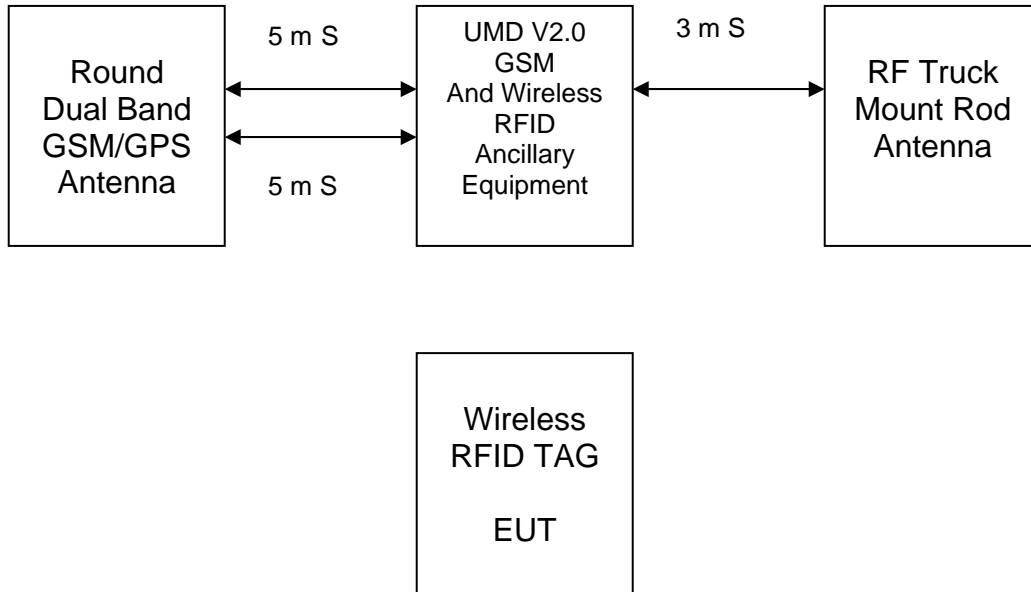 5 m S
Round
Dual Band
GSM/GPS
Antenna
5 m S
UMD V2.0
GSM
And Wireless
RFID
Ancillary
Equipment
3 m S
RF Truck
Mount Rod
Antenna
Wireless
RFID TAG
EUT